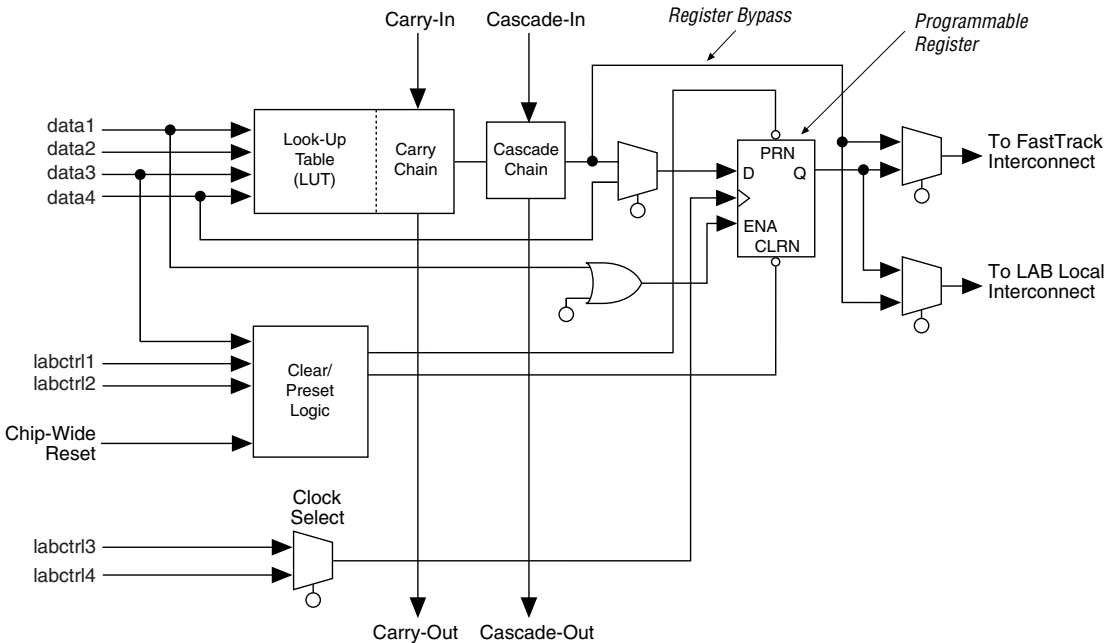 Carry-In
Cascade-In
Register Bypass
Programmable
Register
data1
data2
data3
data4
Look-Up
Table
(LUT)
Carry
Chain
Cascade
Chain
PRN
D
Q
ENA
CLRN
To FastTrack
Interconnect
To LAB Local
Interconnect
labctrl1
labctrl2
Chip-Wide
Reset
Clear/
Preset
Logic
Clock
Select
labctrl3
labctrl4
Carry-Out
Cascade-Out